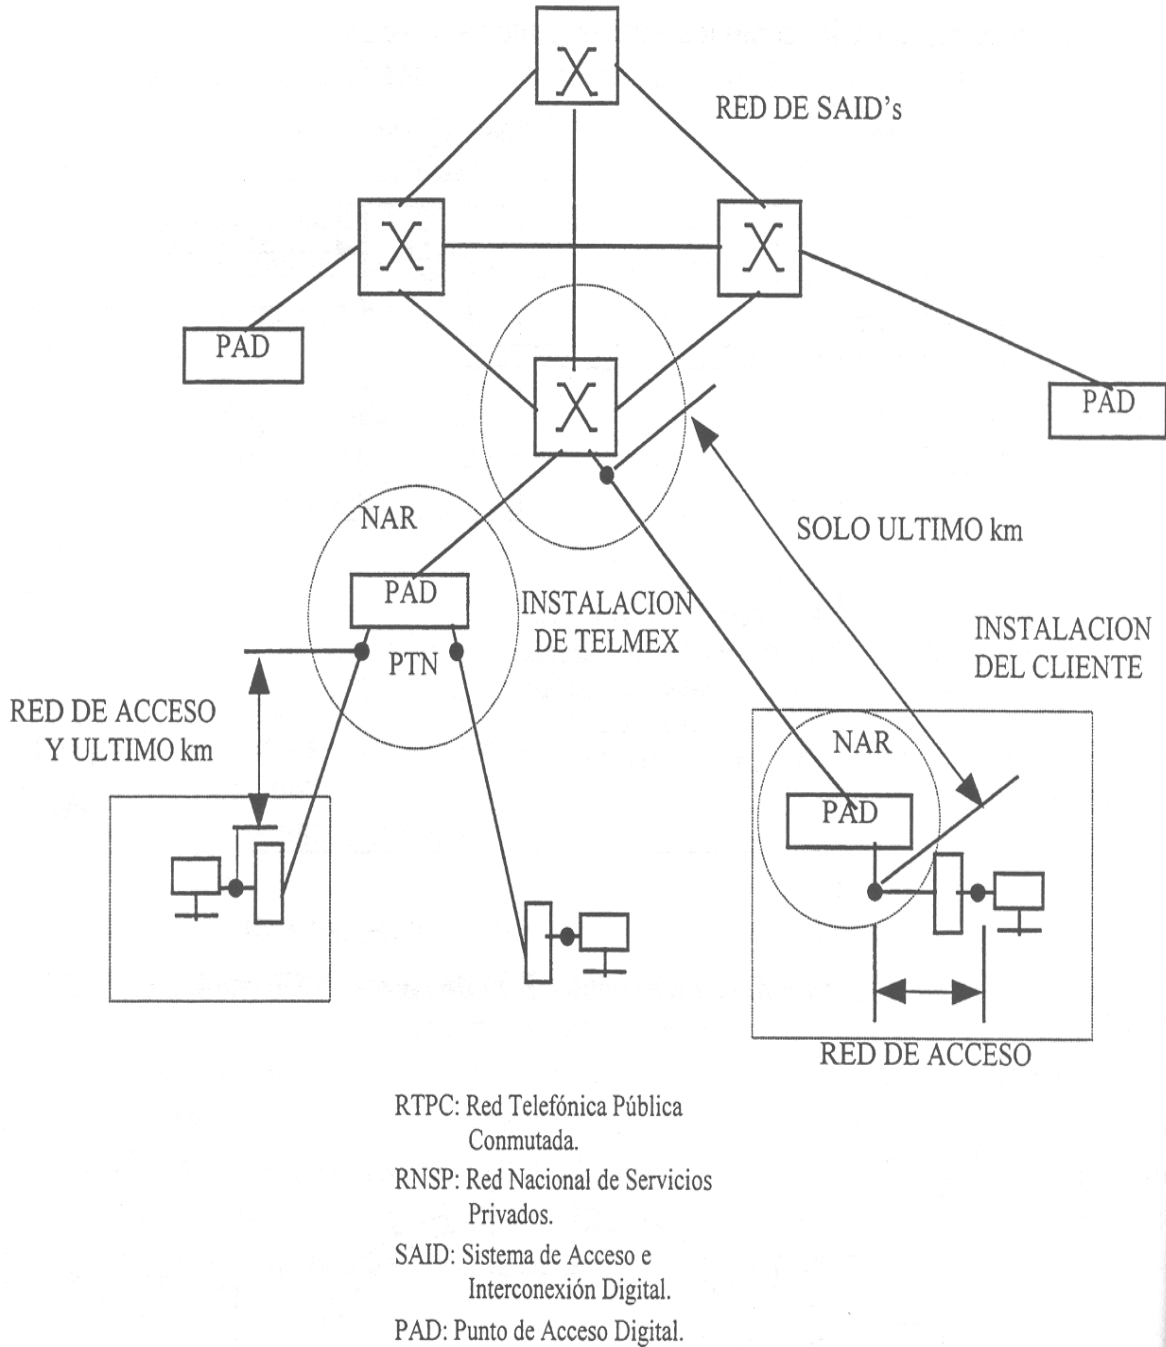 RED DE SAID's
PAD
PAD
SOLO ULTIMO km
NAR
PAD
INSTALACION
DE TELMEX
PTN
INSTALACION
DEL CLIENTE
RED DE ACCESO
Y ULTIMO km
NAR
PAD
RED DE ACCESO
RTPC: Red Telefónica Pública
Conmutada.
RNSP: Red Nacional de Servicios
Privados.
SAID: Sistema de Acceso e
Interconexión Digital.
PAD: Punto de Acceso Digital.